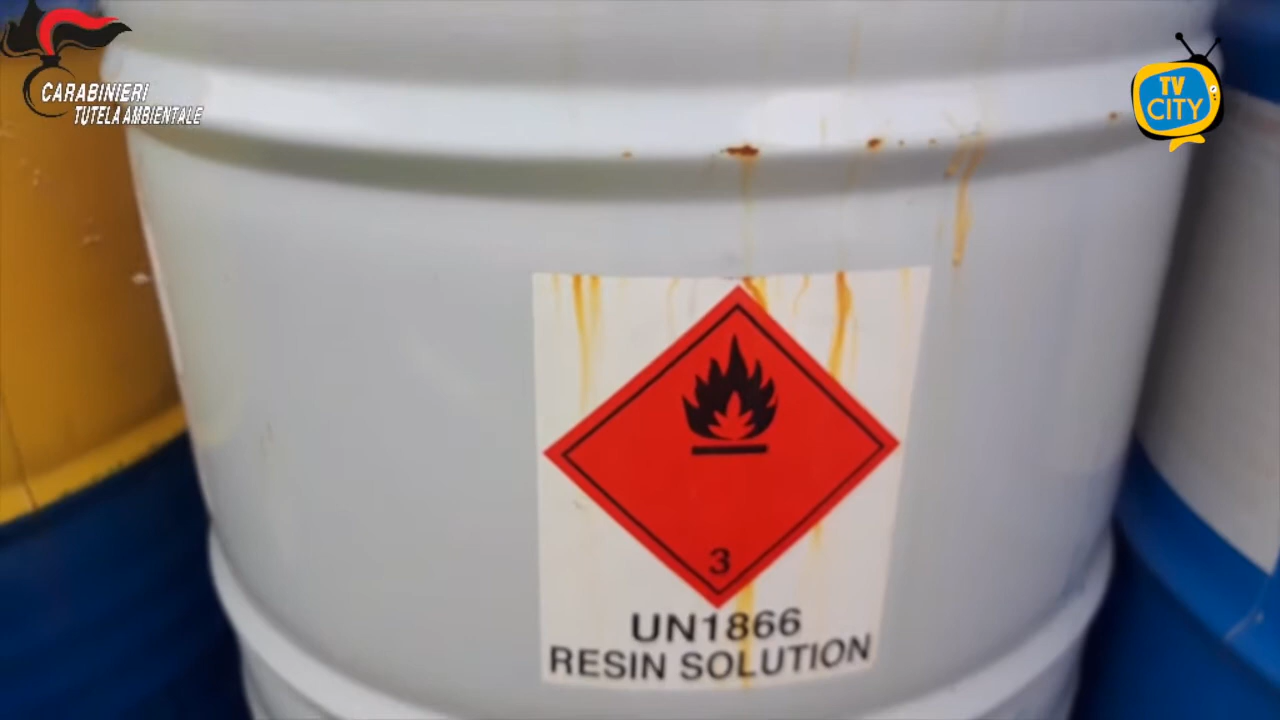 CARABINIERI
TUTELA AMBIENTALE
TV
CITY
3
UN1866
RESIN SOLUTION